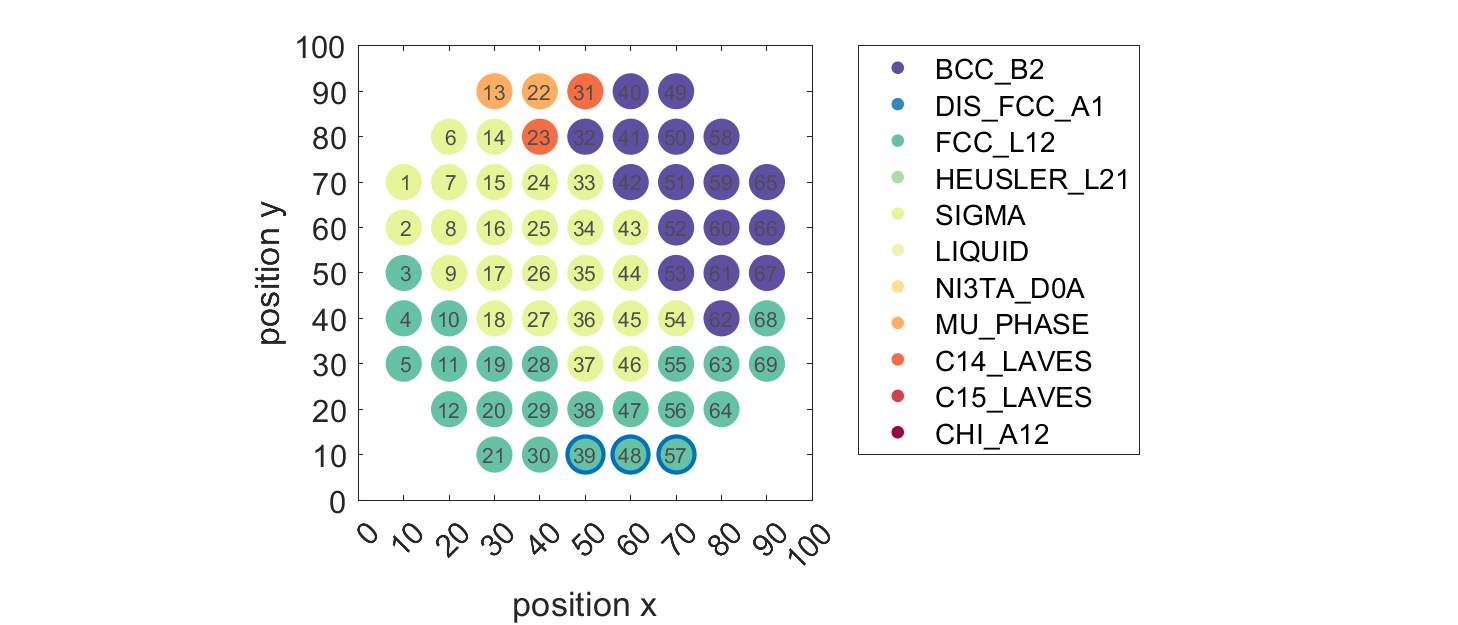 100
90
80
70
60
50
40
30
20
10
0
position y
13 22 31 40 49
6 14 23 32 41 50 58
1 7 15 24 33 42 51 59 65
2 8 16 25 34 43 52 60 66
3 9 17 26 35 44 53 61 67
4 10 18 27 36 45 54 62 68
5 11 19 28 37 46 55 63 69
12 20 29 38 47 56 64
21 30 39 48 57
0 10 20 30 40 50 60 70 80 90 100
position x
BCC_B2
DIS_FCC_A1
FCC_L12
HEUSLER_L21
SIGMA
LIQUID
NI3TA_D0A
MU_PHASE
C14_LAVES
C15_LAVES
CHI_A12